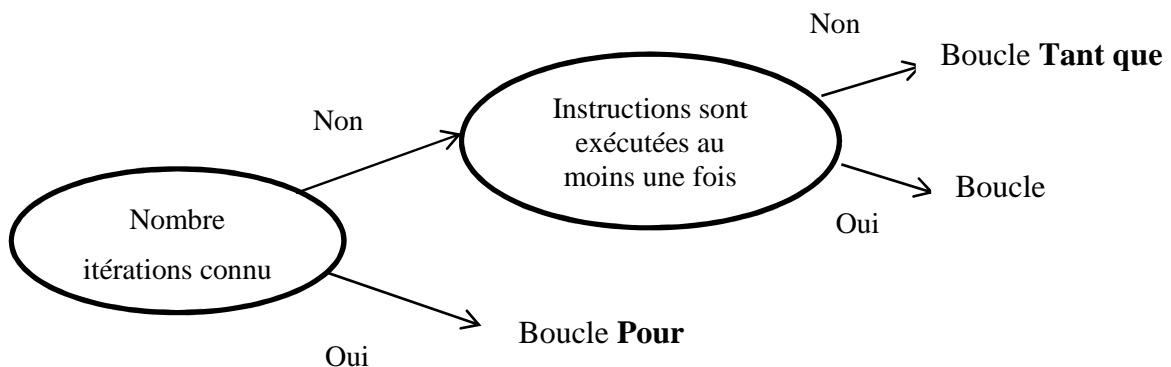 Non
Boucle Tant que
Instructions sont
exécutées au
moins une fois
Non
Boucle
Oui
Nombre
itérations connu
Boucle Pour
Oui